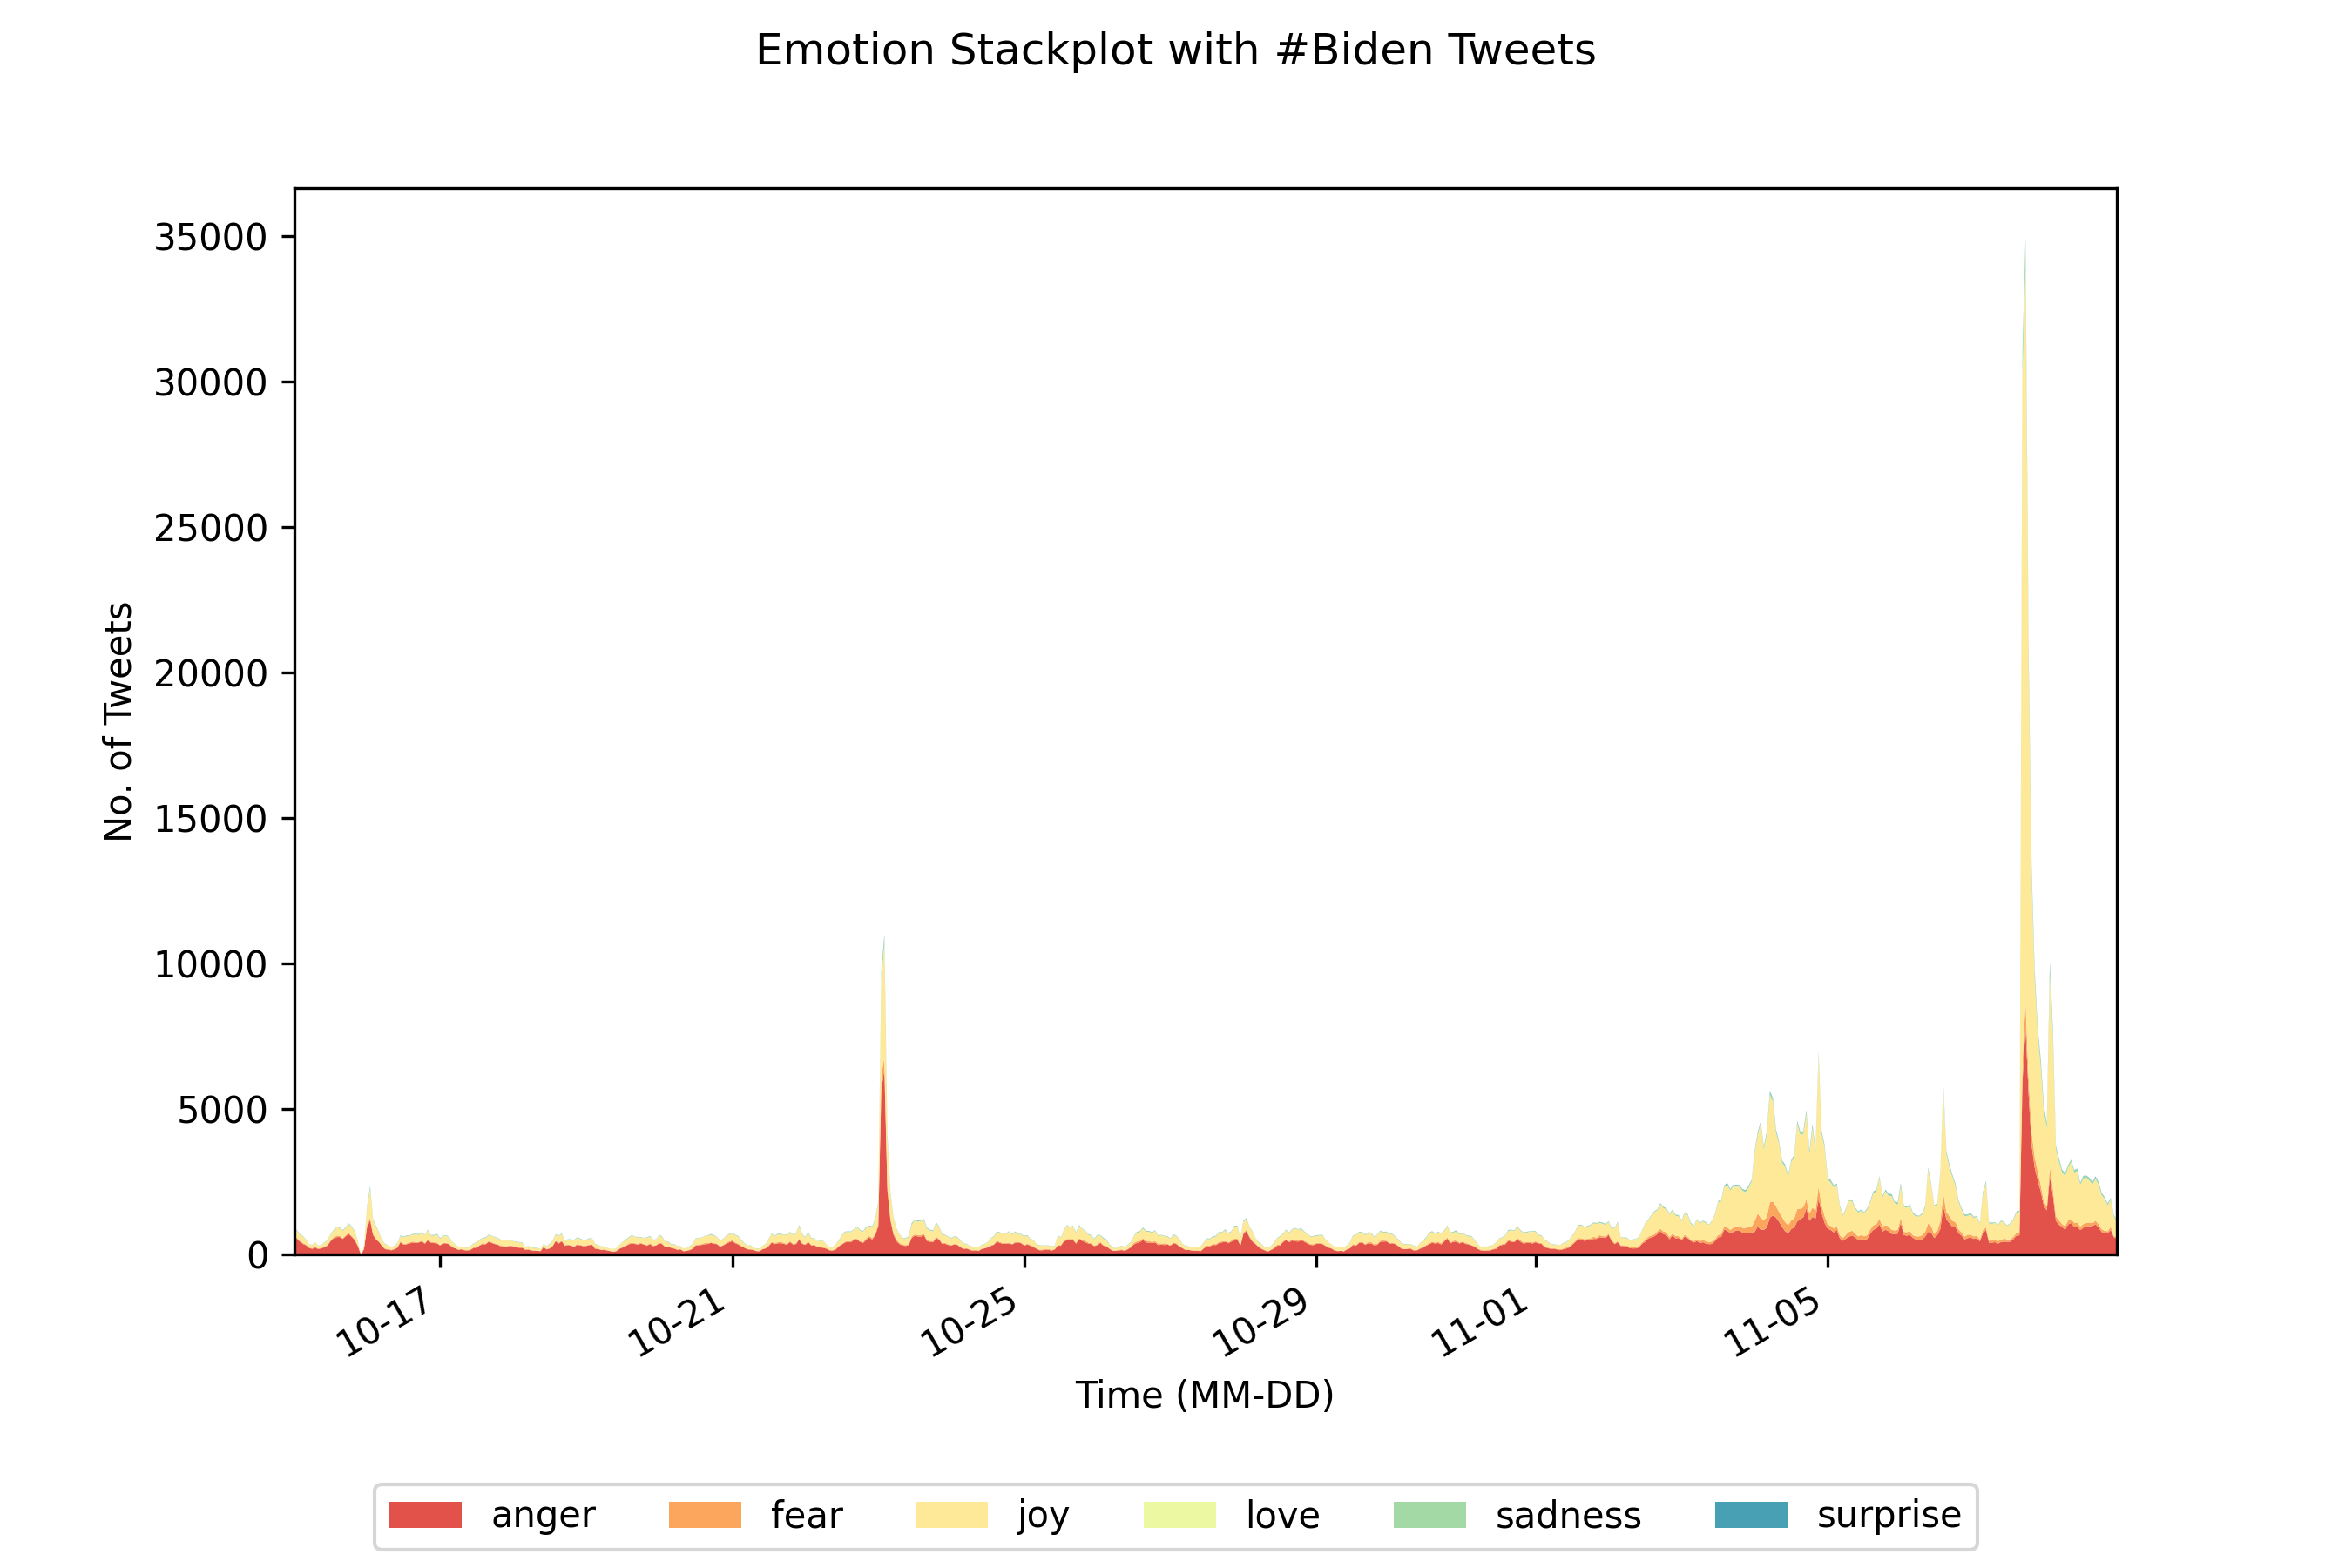 Emotion Stackplot with #Biden Tweets
35000
30000
25000
20000
15000
10000
5000
0
No. of Tweets
10-17 10-21 10-25 10-29 11-01 11-05
Time (MM-DD)
anger fear joy love sadness surprise